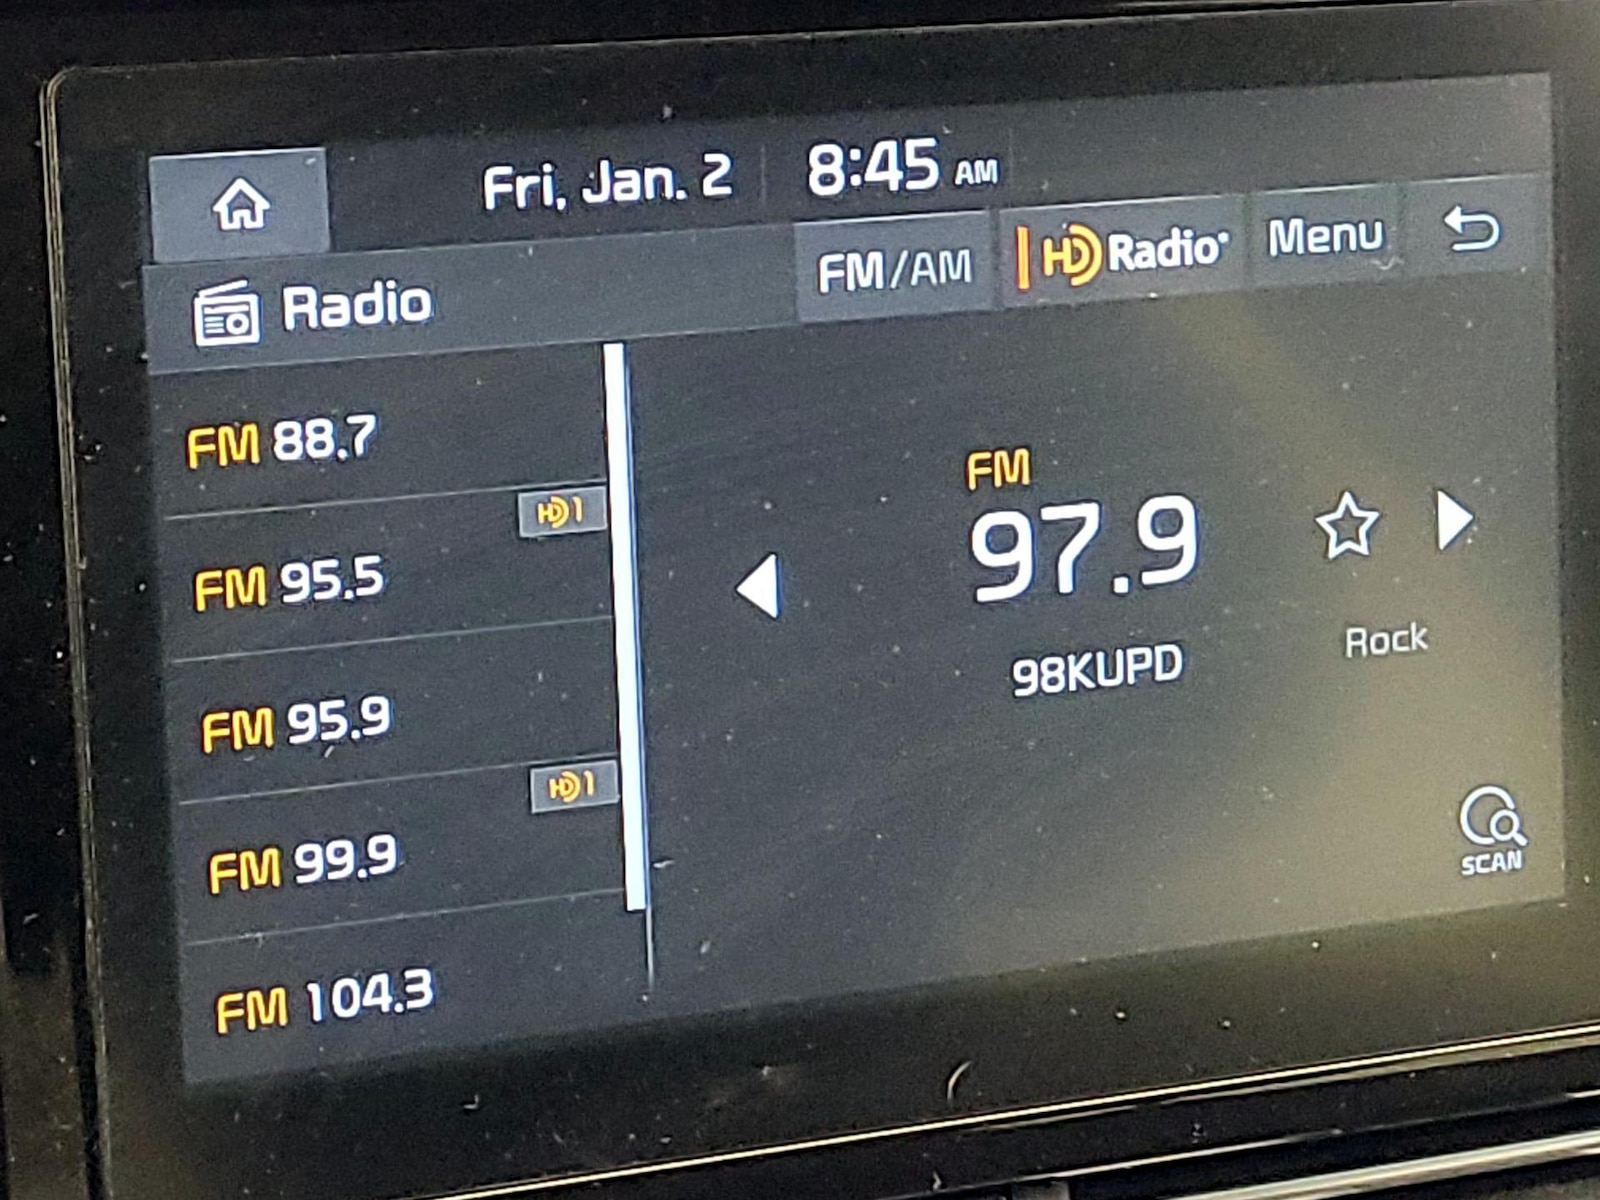 Fri, Jan. 2 8:45 AM
Radio FM/AM HD Radio Menu
FM 88.7
HD1
FM 95.5
FM 95.9
HD1
FM 99.9
FM 104.3
FM
97.9
98KUPD
Rock
SCAN